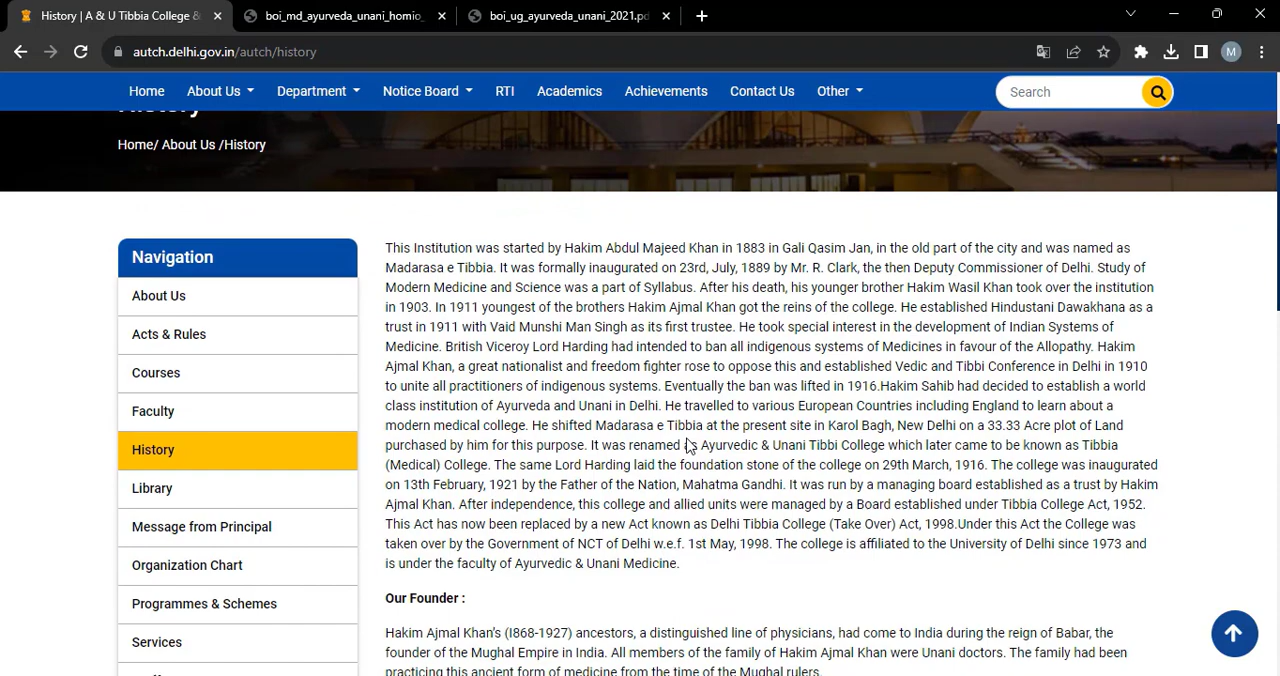 History | A & U Tibbia College &
boi_md_ayurveda_unani_homio_
boi_ug_ayurveda_unani_2021.pd
autch.delhi.gov.in/autch/history
M
Home About Us Department Notice Board RTI Academics Achievements Contact Us Other
Search
History
Home/ About Us /History
Navigation
About Us
Acts & Rules
Courses
Faculty
History
Library
Message from Principal
Organization Chart
Programmes & Schemes
Services
This Institution was started by Hakim Abdul Majeed Khan in 1883 in Gali Qasim Jan, in the old part of the city and was named as
Madarasa e Tibbia. It was formally inaugurated on 23rd, July, 1889 by Mr. R. Clark, the then Deputy Commissioner of Delhi. Study of
Modern Medicine and Science was a part of Syllabus. After his death, his younger brother Hakim Wasil Khan took over the institution
in 1903. In 1911 youngest of the brothers Hakim Ajmal Khan got the reins of the college. He established Hindustani Dawakhana as a
trust in 1911 with Vaid Munshi Man Singh as its first trustee. He took special interest in the development of Indian Systems of
Medicine. British Viceroy Lord Harding had intended to ban all indigenous systems of Medicines in favour of the Allopathy. Hakim
Ajmal Khan, a great nationalist and freedom fighter rose to oppose this and established Vedic and Tibbi Conference in Delhi in 1910
to unite all practitioners of indigenous systems. Eventually the ban was lifted in 1916.Hakim Sahib had decided to establish a world
class institution of Ayurveda and Unani in Delhi. He travelled to various European Countries including England to learn about a
modern medical college. He shifted Madarasa e Tibbia at the present site in Karol Bagh, New Delhi on a 33.33 Acre plot of Land
purchased by him for this purpose. It was renamed as Ayurvedic & Unani Tibbi College which later came to be known as Tibbia
(Medical) College. The same Lord Harding laid the foundation stone of the college on 29th March, 1916. The college was inaugurated
on 13th February, 1921 by the Father of the Nation, Mahatma Gandhi. It was run by a managing board established as a trust by Hakim
Ajmal Khan. After independence, this college and allied units were managed by a Board established under Tibbia College Act, 1952.
This Act has now been replaced by a new Act known as Delhi Tibbia College (Take Over) Act, 1998.Under this Act the College was
taken over by the Government of NCT of Delhi w.e.f. 1st May, 1998. The college is affiliated to the University of Delhi since 1973 and
is under the faculty of Ayurvedic & Unani Medicine.
Our Founder :
Hakim Ajmal Khan's (I868-1927) ancestors, a distinguished line of physicians, had come to India during the reign of Babar, the
founder of the Mughal Empire in India. All members of the family of Hakim Ajmal Khan were Unani doctors. The family had been
practicing this ancient form of medicine from the time of the Mughal rulers.